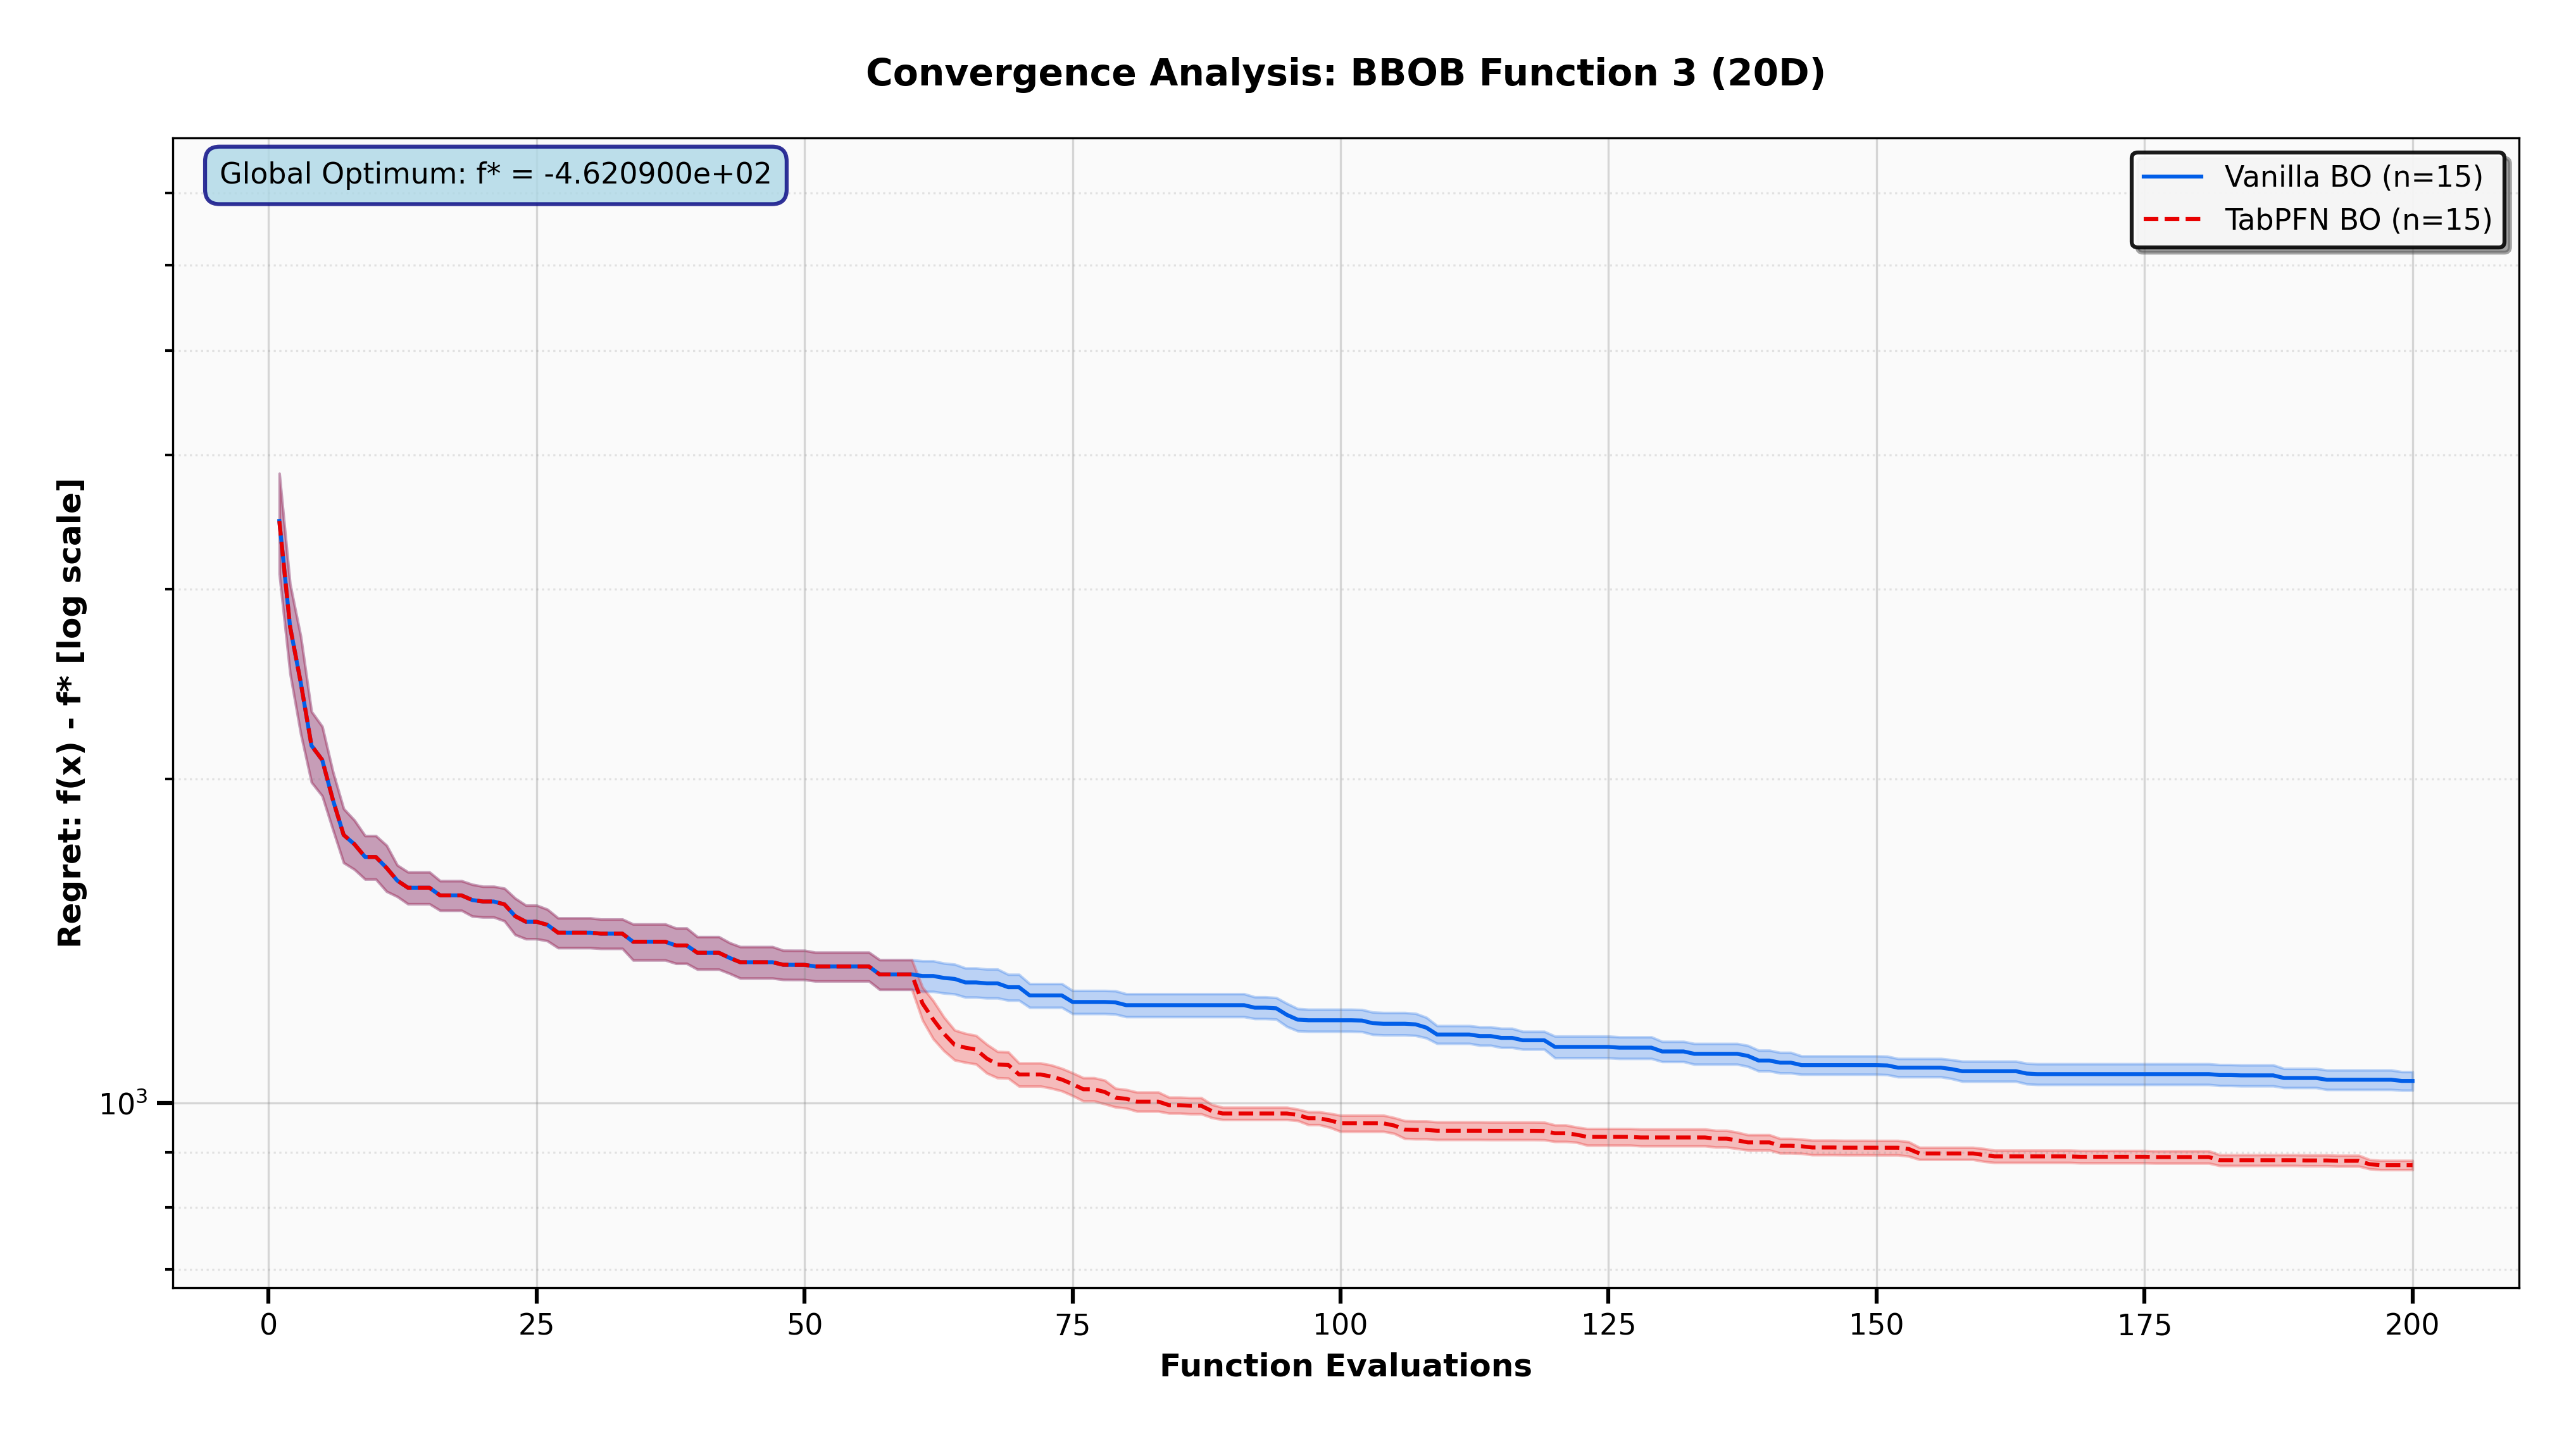 Convergence Analysis: BBOB Function 3 (20D)
Global Optimum: f* = -4.620900e+02
Vanilla BO (n=15)
TabPFN BO (n=15)
Regret: f(x) - f* [log scale]
10³
0 25 50 75 100 125 150 175 200
Function Evaluations